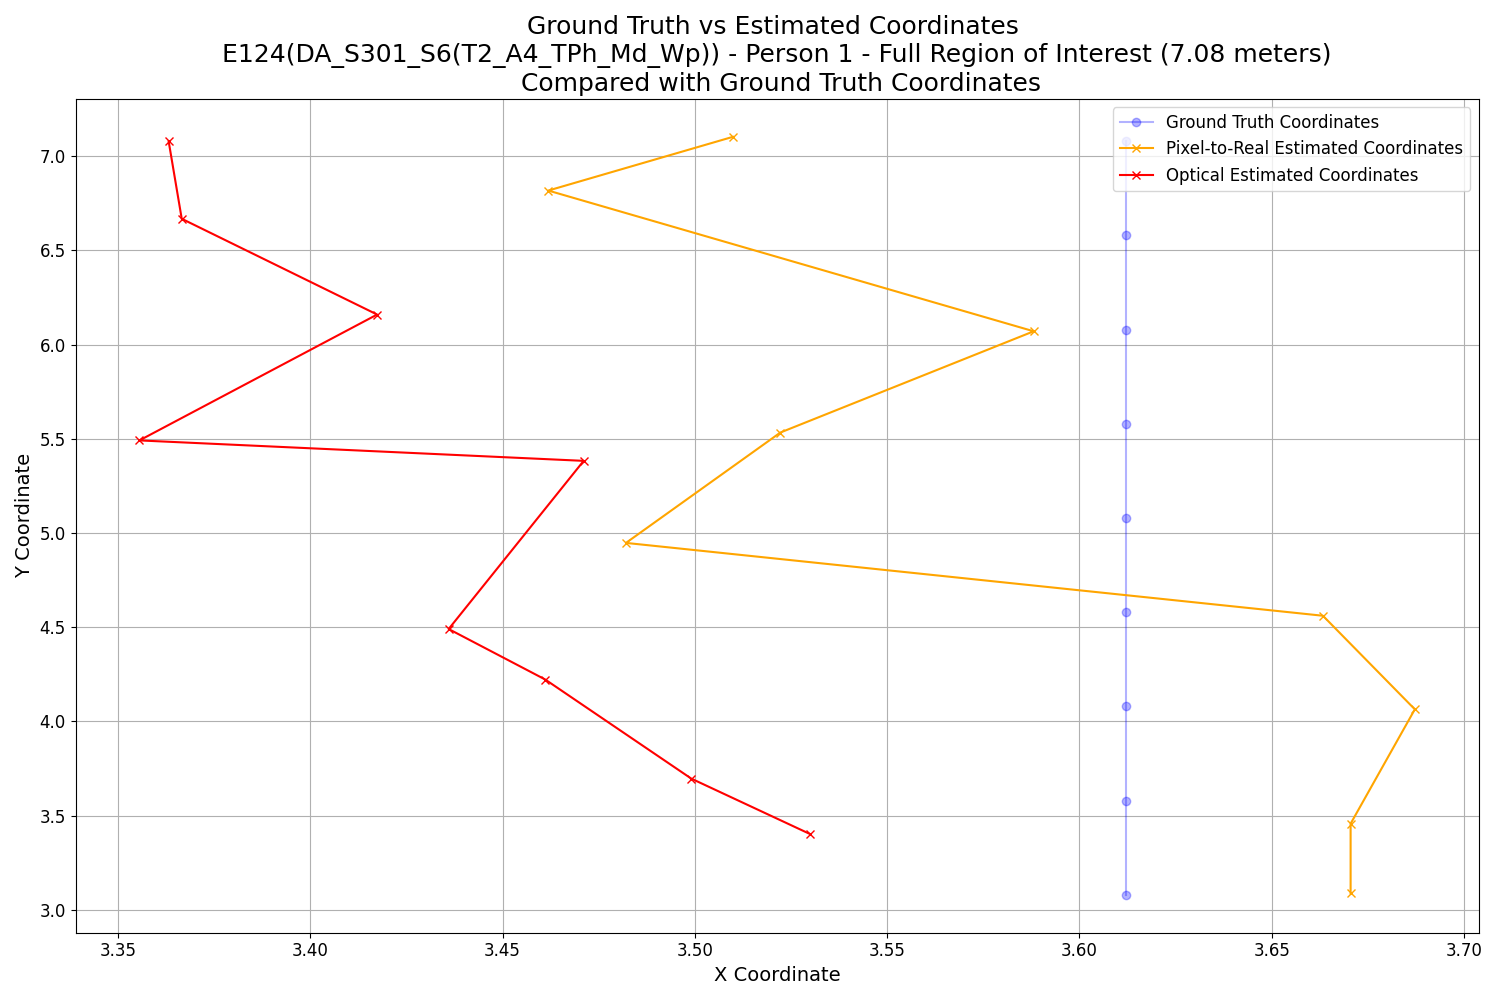 Ground Truth vs Estimated Coordinates
E124(DA_S301_S6(T2_A4_TPh_Md_Wp)) - Person 1 - Full Region of Interest (7.08 meters)
Compared with Ground Truth Coordinates
Ground Truth Coordinates
Pixel-to-Real Estimated Coordinates
Optical Estimated Coordinates
Y Coordinate
7.0
6.5
6.0
5.5
5.0
4.5
4.0
3.5
3.0
3.35
3.40
3.45
3.50
3.55
3.60
3.65
3.70
X Coordinate